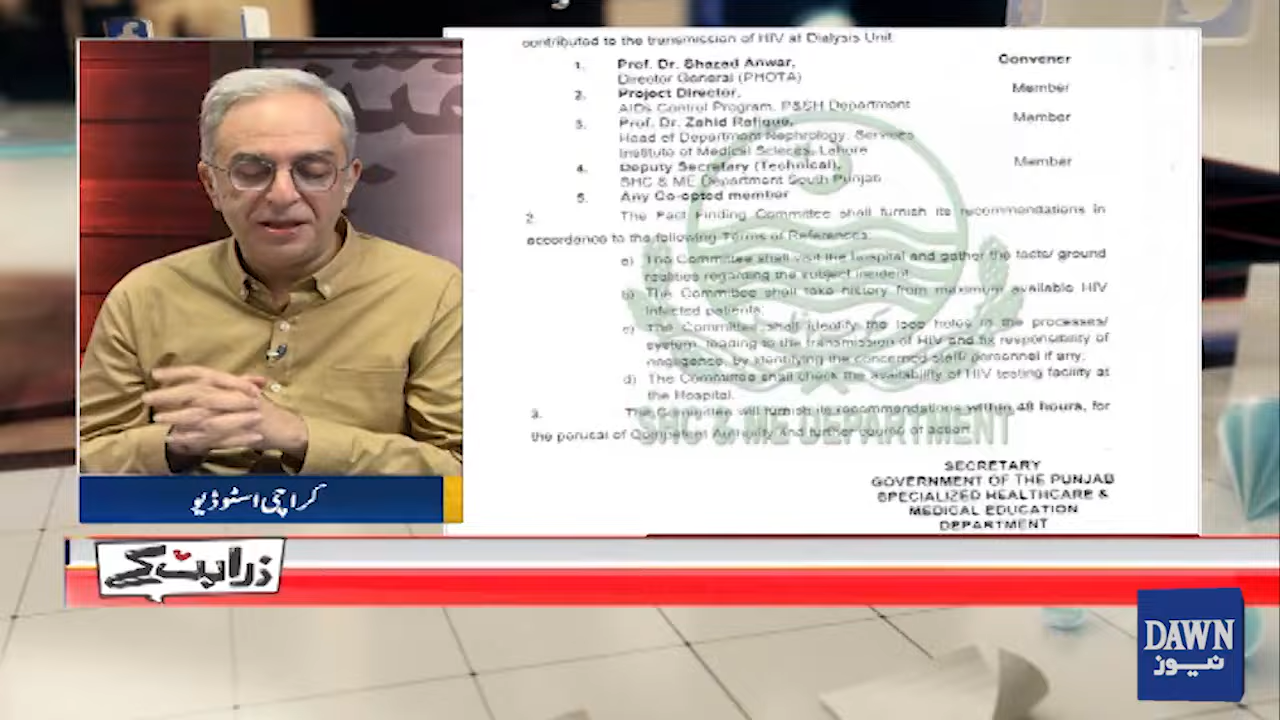 contributed to the transmission of HIV at Dialysis Unit
1. Prof. Dr. Shazad Anwar, Convener
Director General (PHOTA)
2. Project Director, Member
AIDs Control Program, P&SH Department
3. Prof. Dr. Zahid Rafique, Member
Head of Department Nephrology, Services
Institute of Medical Scieces, Lahore
4. Deputy Secretary (Technical), Member
SHC & ME Department South Punjab
5. Any Co-opted member
2. The Fact Finding Committee shall furnish its recommendations in
accordance to the following Terms of References:
a) The Committee shall visit the hospital and gather the facts/ ground
realities regarding the subject incident
b) The Committee shall take history from maximum available HIV
infected patients;
c) The Committee shall identify the loop holes in the processes/
system, leading to the transmission of HIV and fix responsibility of
negligence, by identifying the concerned staff/ personnel if any;
d) The Committee shall check the availability of HIV testing facility at
the Hospital.
3. The Committee will furnish its recommendations within 48 hours, for
the perusal of Competent Authority and further course of action.
SHC & ME DEPARTMENT
SECRETARY
GOVERNMENT OF THE PUNJAB
SPECIALIZED HEALTHCARE &
MEDICAL EDUCATION
DEPARTMENT
کراچی اسٹوڈیو
ذرا ہٹ کے
DAWN
نیوز